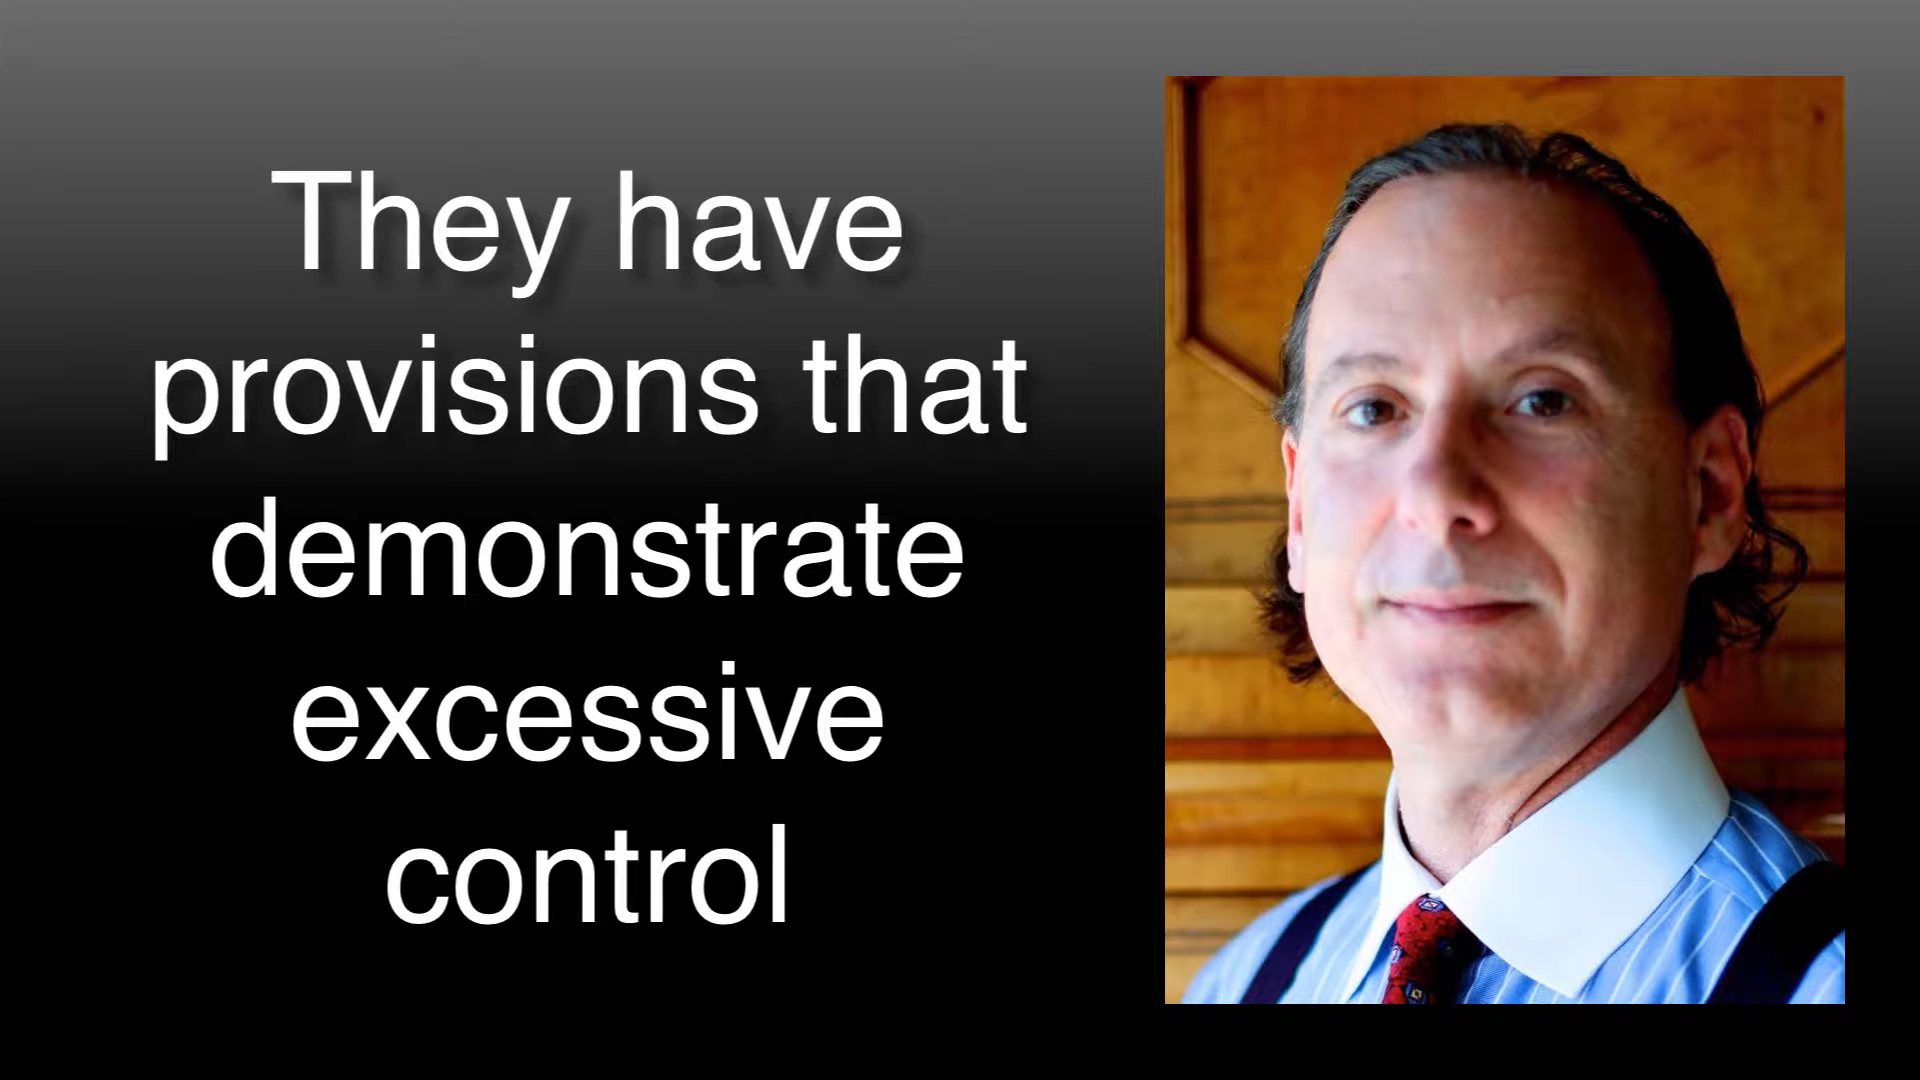 They have
provisions that
demonstrate
excessive
control